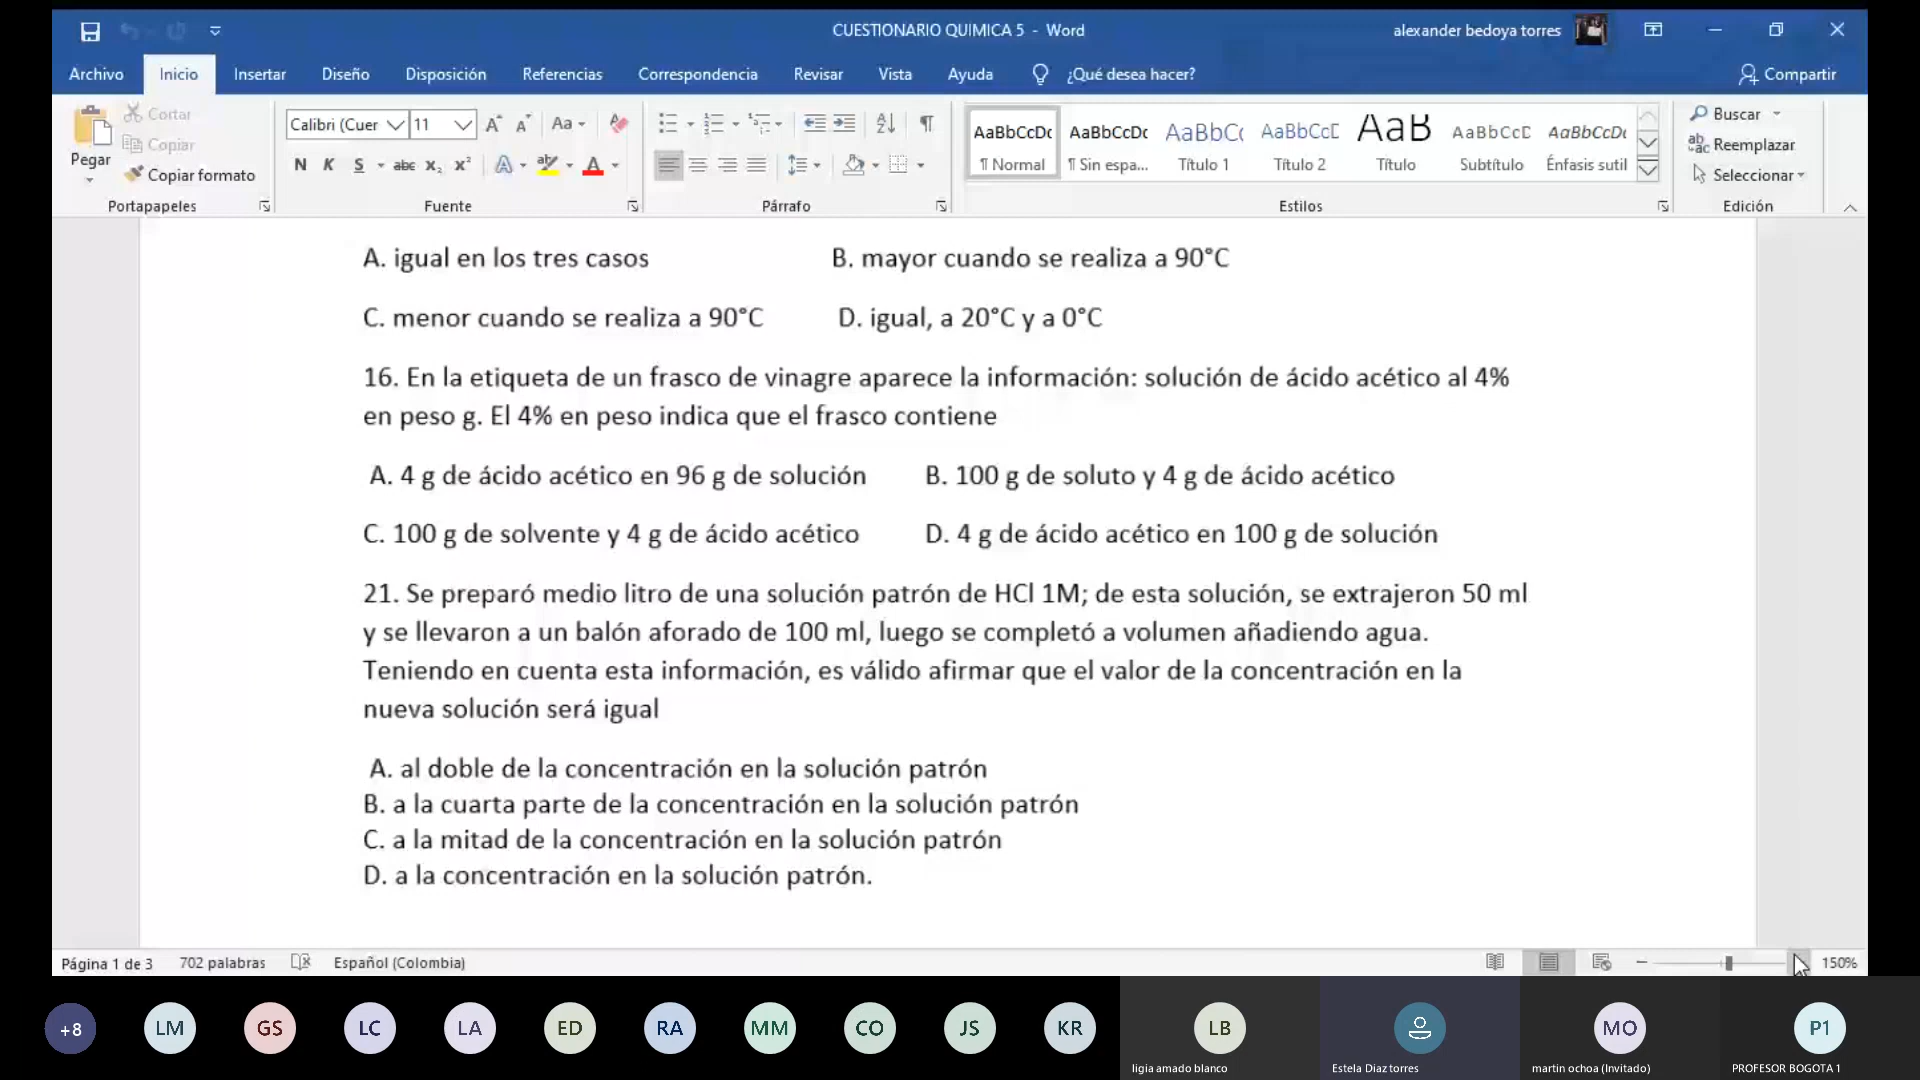 CUESTIONARIO QUIMICA 5 - Word
alexander bedoya torres
Archivo Inicio Insertar Diseño Disposición Referencias Correspondencia Revisar Vista Ayuda ¿Qué desea hacer? Compartir
Pegar
Cortar
Copiar
Copiar formato
Portapapeles
Calibri (Cuer 11 Aa
N K S abc x₂ x²
Fuente
Párrafo
AaBbCcDc AaBbCcDc AaBbC( AaBbCcD AaB AaBbCcD AaBbCcDc
¶ Normal ¶ Sin espa... Título 1 Título 2 Título Subtítulo Énfasis sutil
Estilos
Buscar
Reemplazar
Seleccionar
Edición
A. igual en los tres casos B. mayor cuando se realiza a 90°C
C. menor cuando se realiza a 90°C D. igual, a 20°C y a 0°C
16. En la etiqueta de un frasco de vinagre aparece la información: solución de ácido acético al 4%
en peso g. El 4% en peso indica que el frasco contiene
A. 4 g de ácido acético en 96 g de solución B. 100 g de soluto y 4 g de ácido acético
C. 100 g de solvente y 4 g de ácido acético D. 4 g de ácido acético en 100 g de solución
21. Se preparó medio litro de una solución patrón de HCl 1M; de esta solución, se extrajeron 50 ml
y se llevaron a un balón aforado de 100 ml, luego se completó a volumen añadiendo agua.
Teniendo en cuenta esta información, es válido afirmar que el valor de la concentración en la
nueva solución será igual
A. al doble de la concentración en la solución patrón
B. a la cuarta parte de la concentración en la solución patrón
C. a la mitad de la concentración en la solución patrón
D. a la concentración en la solución patrón.
Página 1 de 3 702 palabras Español (Colombia) 150%
+8 LM GS LC LA ED RA MM CO JS KR LB MO P1
ligia amado blanco Estela Diaz torres martin ochoa (Invitado) PROFESOR BOGOTA 1